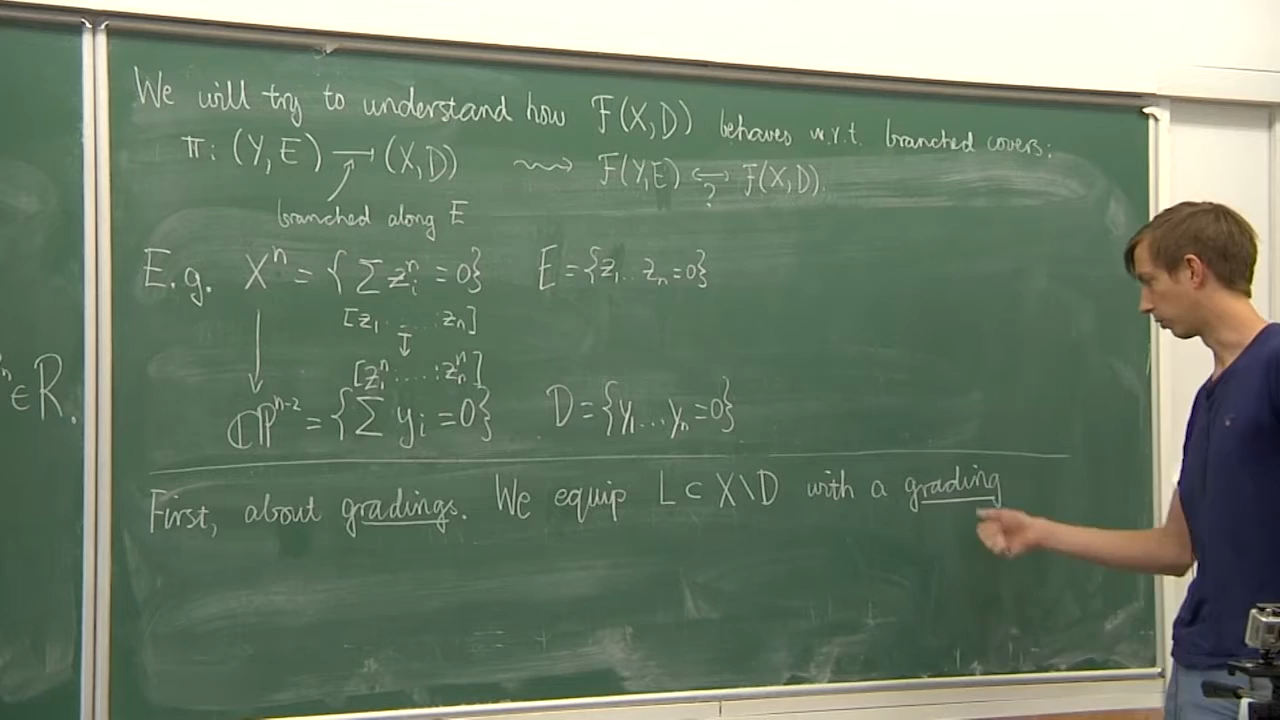 We will try to understand how F(X,D) behaves w.r.t. branched covers:
π: (Y,E) → (X,D) ⇝ F(Y,E) ⟷ F(X,D).
?
branched along E
E.g. Xⁿ = { Σ zᵢⁿ = 0} E = {z₁...zₙ = 0}
[z₁ ..... zₙ]
↧
[z₁ⁿ:....:zₙⁿ]
ℂℙⁿ⁻² = { Σ yᵢ = 0} D = {y₁...yₙ = 0}
ⁿ ∈ R.
First, about gradings. We equip L ⊂ X\D with a grading